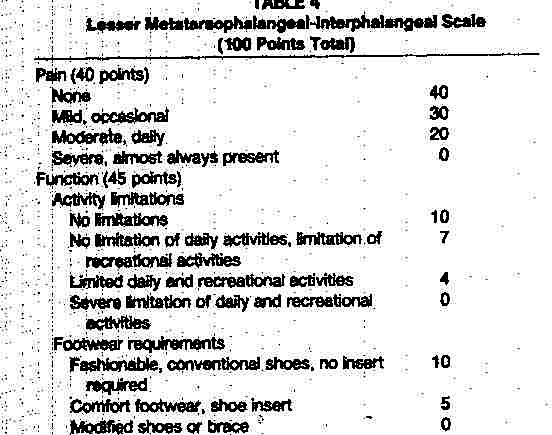 TABLE 4
Lesser Metatarsophalangeal-Interphalangeal Scale
(100 Points Total)
Pain (40 points)
None 40
Mild, occasional 30
Moderate, daily 20
Severe, almost always present 0
Function (45 points)
Activity limitations
No limitations 10
No limitation of daily activities, limitation of 7
recreational activities
Limited daily and recreational activities 4
Severe limitation of daily and recreational 0
activities
Footwear requirements
Fashionable, conventional shoes, no insert 10
required
Comfort footwear, shoe insert 5
Modified shoes or brace 0